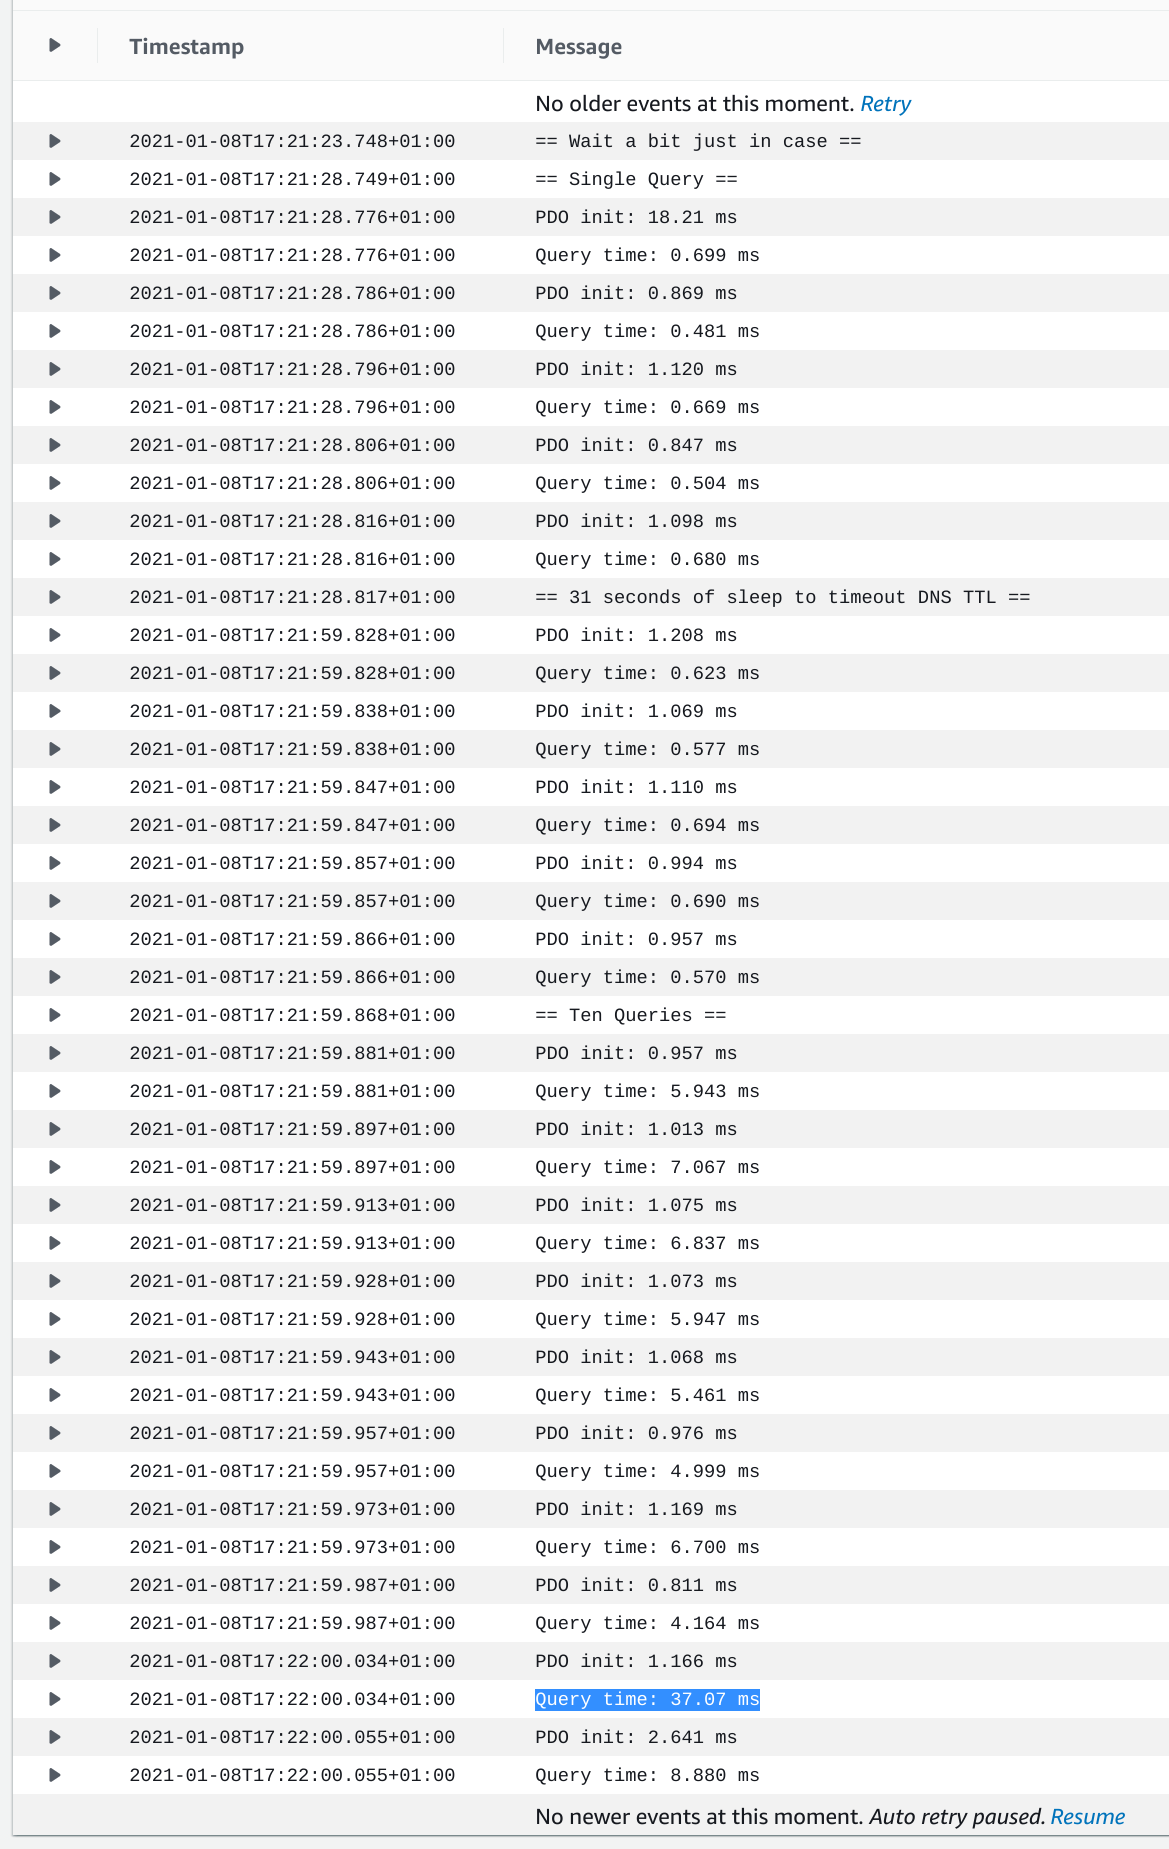 Timestamp Message
No older events at this moment. Retry
2021-01-08T17:21:23.748+01:00 == Wait a bit just in case ==
2021-01-08T17:21:28.749+01:00 == Single Query ==
2021-01-08T17:21:28.776+01:00 PDO init: 18.21 ms
2021-01-08T17:21:28.776+01:00 Query time: 0.699 ms
2021-01-08T17:21:28.786+01:00 PDO init: 0.869 ms
2021-01-08T17:21:28.786+01:00 Query time: 0.481 ms
2021-01-08T17:21:28.796+01:00 PDO init: 1.120 ms
2021-01-08T17:21:28.796+01:00 Query time: 0.669 ms
2021-01-08T17:21:28.806+01:00 PDO init: 0.847 ms
2021-01-08T17:21:28.806+01:00 Query time: 0.504 ms
2021-01-08T17:21:28.816+01:00 PDO init: 1.098 ms
2021-01-08T17:21:28.816+01:00 Query time: 0.680 ms
2021-01-08T17:21:28.817+01:00 == 31 seconds of sleep to timeout DNS TTL ==
2021-01-08T17:21:59.828+01:00 PDO init: 1.208 ms
2021-01-08T17:21:59.828+01:00 Query time: 0.623 ms
2021-01-08T17:21:59.838+01:00 PDO init: 1.069 ms
2021-01-08T17:21:59.838+01:00 Query time: 0.577 ms
2021-01-08T17:21:59.847+01:00 PDO init: 1.110 ms
2021-01-08T17:21:59.847+01:00 Query time: 0.694 ms
2021-01-08T17:21:59.857+01:00 PDO init: 0.994 ms
2021-01-08T17:21:59.857+01:00 Query time: 0.690 ms
2021-01-08T17:21:59.866+01:00 PDO init: 0.957 ms
2021-01-08T17:21:59.866+01:00 Query time: 0.570 ms
2021-01-08T17:21:59.868+01:00 == Ten Queries ==
2021-01-08T17:21:59.881+01:00 PDO init: 0.957 ms
2021-01-08T17:21:59.881+01:00 Query time: 5.943 ms
2021-01-08T17:21:59.897+01:00 PDO init: 1.013 ms
2021-01-08T17:21:59.897+01:00 Query time: 7.067 ms
2021-01-08T17:21:59.913+01:00 PDO init: 1.075 ms
2021-01-08T17:21:59.913+01:00 Query time: 6.837 ms
2021-01-08T17:21:59.928+01:00 PDO init: 1.073 ms
2021-01-08T17:21:59.928+01:00 Query time: 5.947 ms
2021-01-08T17:21:59.943+01:00 PDO init: 1.068 ms
2021-01-08T17:21:59.943+01:00 Query time: 5.461 ms
2021-01-08T17:21:59.957+01:00 PDO init: 0.976 ms
2021-01-08T17:21:59.957+01:00 Query time: 4.999 ms
2021-01-08T17:21:59.973+01:00 PDO init: 1.169 ms
2021-01-08T17:21:59.973+01:00 Query time: 6.700 ms
2021-01-08T17:21:59.987+01:00 PDO init: 0.811 ms
2021-01-08T17:21:59.987+01:00 Query time: 4.164 ms
2021-01-08T17:22:00.034+01:00 PDO init: 1.166 ms
2021-01-08T17:22:00.034+01:00 Query time: 37.07 ms
2021-01-08T17:22:00.055+01:00 PDO init: 2.641 ms
2021-01-08T17:22:00.055+01:00 Query time: 8.880 ms
No newer events at this moment. Auto retry paused. Resume